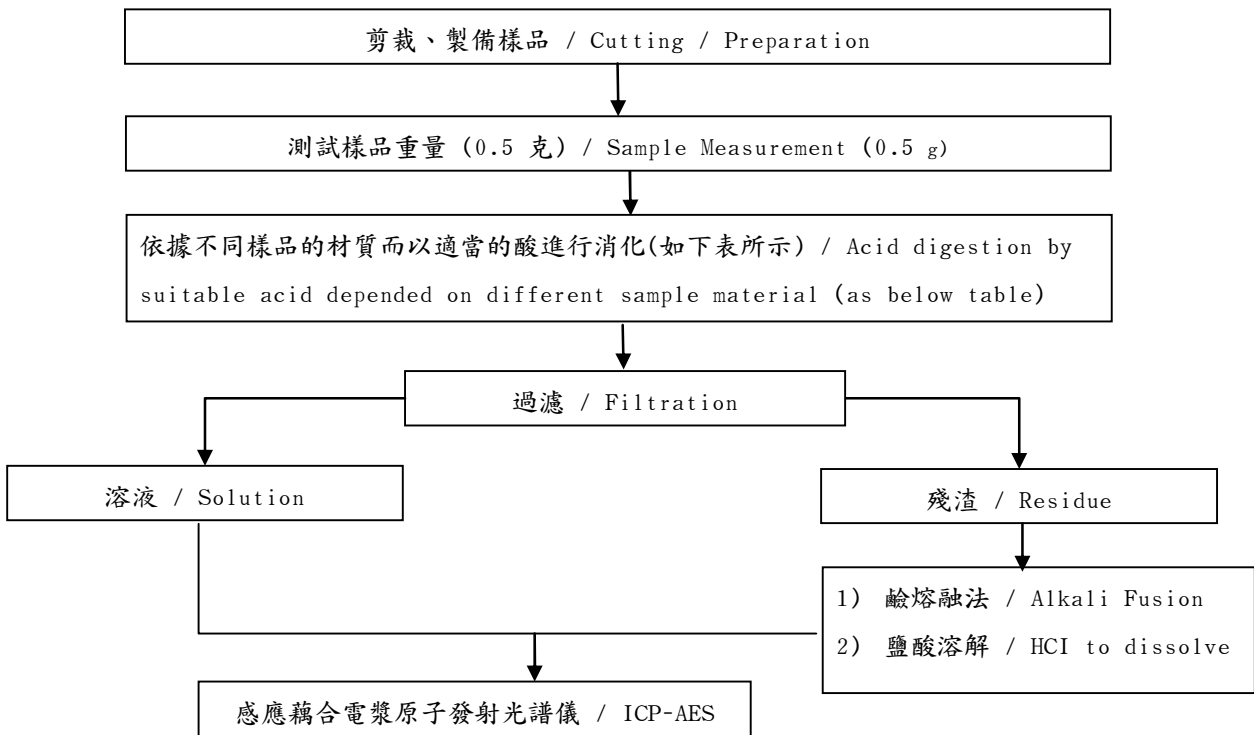 剪裁、製備樣品 / Cutting / Preparation
測試樣品重量 (0.5 克) / Sample Measurement (0.5 g)
依據不同樣品的材質而以適當的酸進行消化(如下表所示) / Acid digestion by
suitable acid depended on different sample material (as below table)
過濾 / Filtration
溶液 / Solution
殘渣 / Residue
1) 鹼熔融法 / Alkali Fusion
2) 鹽酸溶解 / HCI to dissolve
感應藕合電漿原子發射光譜儀 / ICP-AES